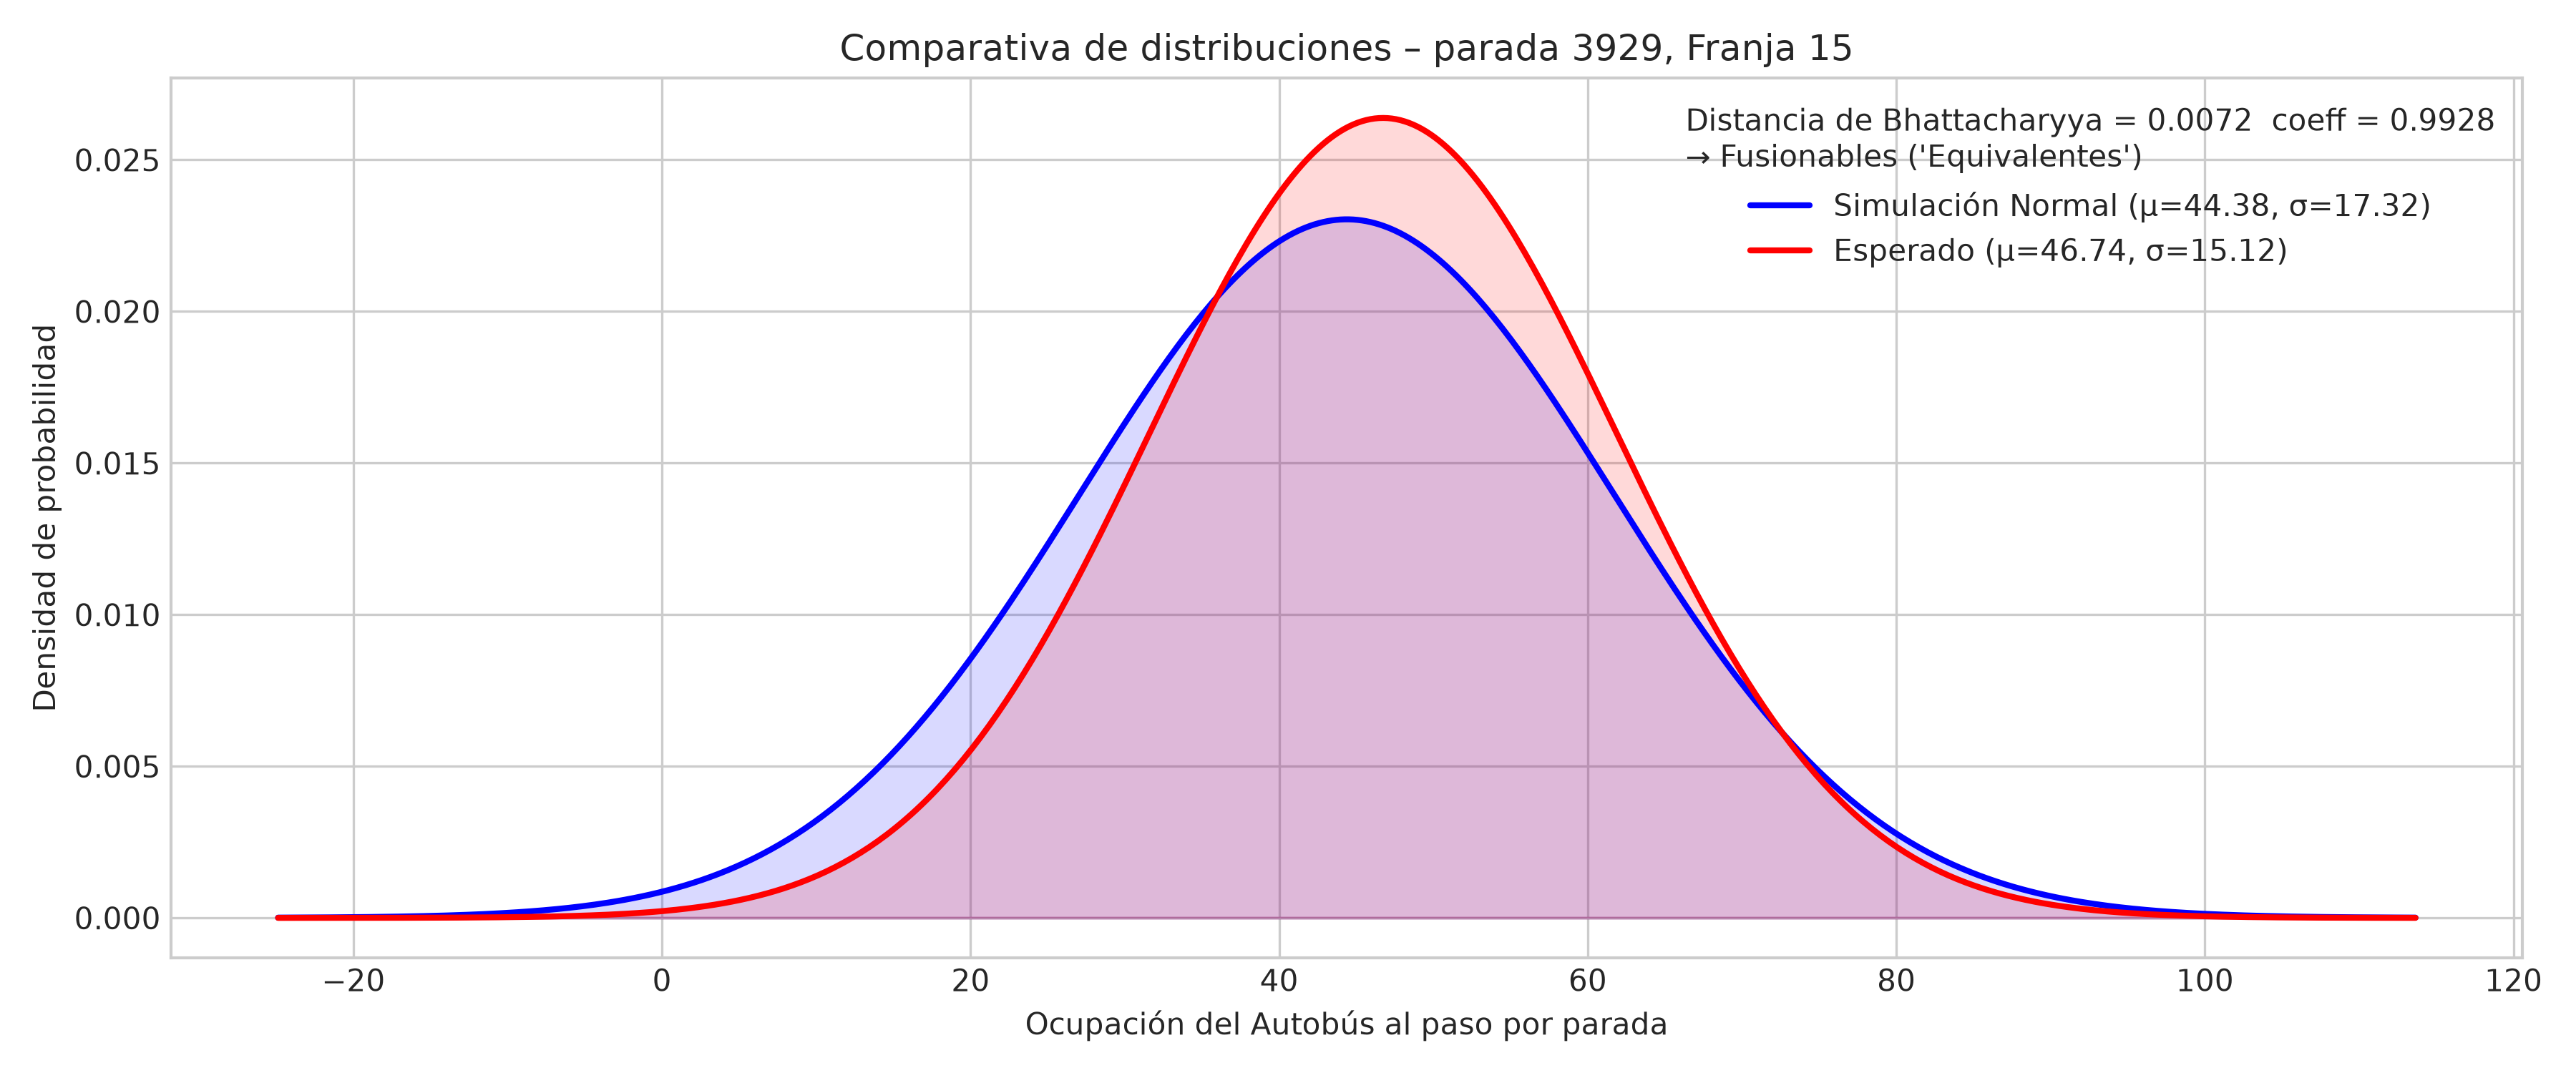 Comparativa de distribuciones – parada 3929, Franja 15
Distancia de Bhattacharyya = 0.0072  coeff = 0.9928
→ Fusionables ('Equivalentes')
Simulación Normal (μ=44.38, σ=17.32)
Esperado (μ=46.74, σ=15.12)
Densidad de probabilidad
0.025
0.020
0.015
0.010
0.005
0.000
−20 0 20 40 60 80 100 120
Ocupación del Autobús al paso por parada